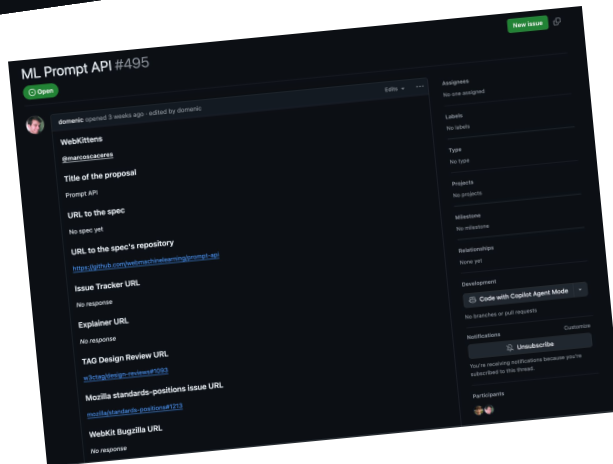 ML Prompt API #495
New issue
Open
domenic opened 3 weeks ago · edited by domenic
Edits
WebKittens
@marcoscaceres
Title of the proposal
Prompt API
URL to the spec
No spec yet
URL to the spec's repository
https://github.com/webmachinelearning/prompt-api
Issue Tracker URL
No response
Explainer URL
No response
TAG Design Review URL
w3ctag/design-reviews#1093
Mozilla standards-positions issue URL
mozilla/standards-positions#1213
WebKit Bugzilla URL
No response
Assignees
No one assigned
Labels
No labels
Type
No type
Projects
No projects
Milestone
No milestone
Relationships
None yet
Development
Code with Copilot Agent Mode
No branches or pull requests
Notifications
Customize
Unsubscribe
You're receiving notifications because you're
subscribed to this thread.
Participants